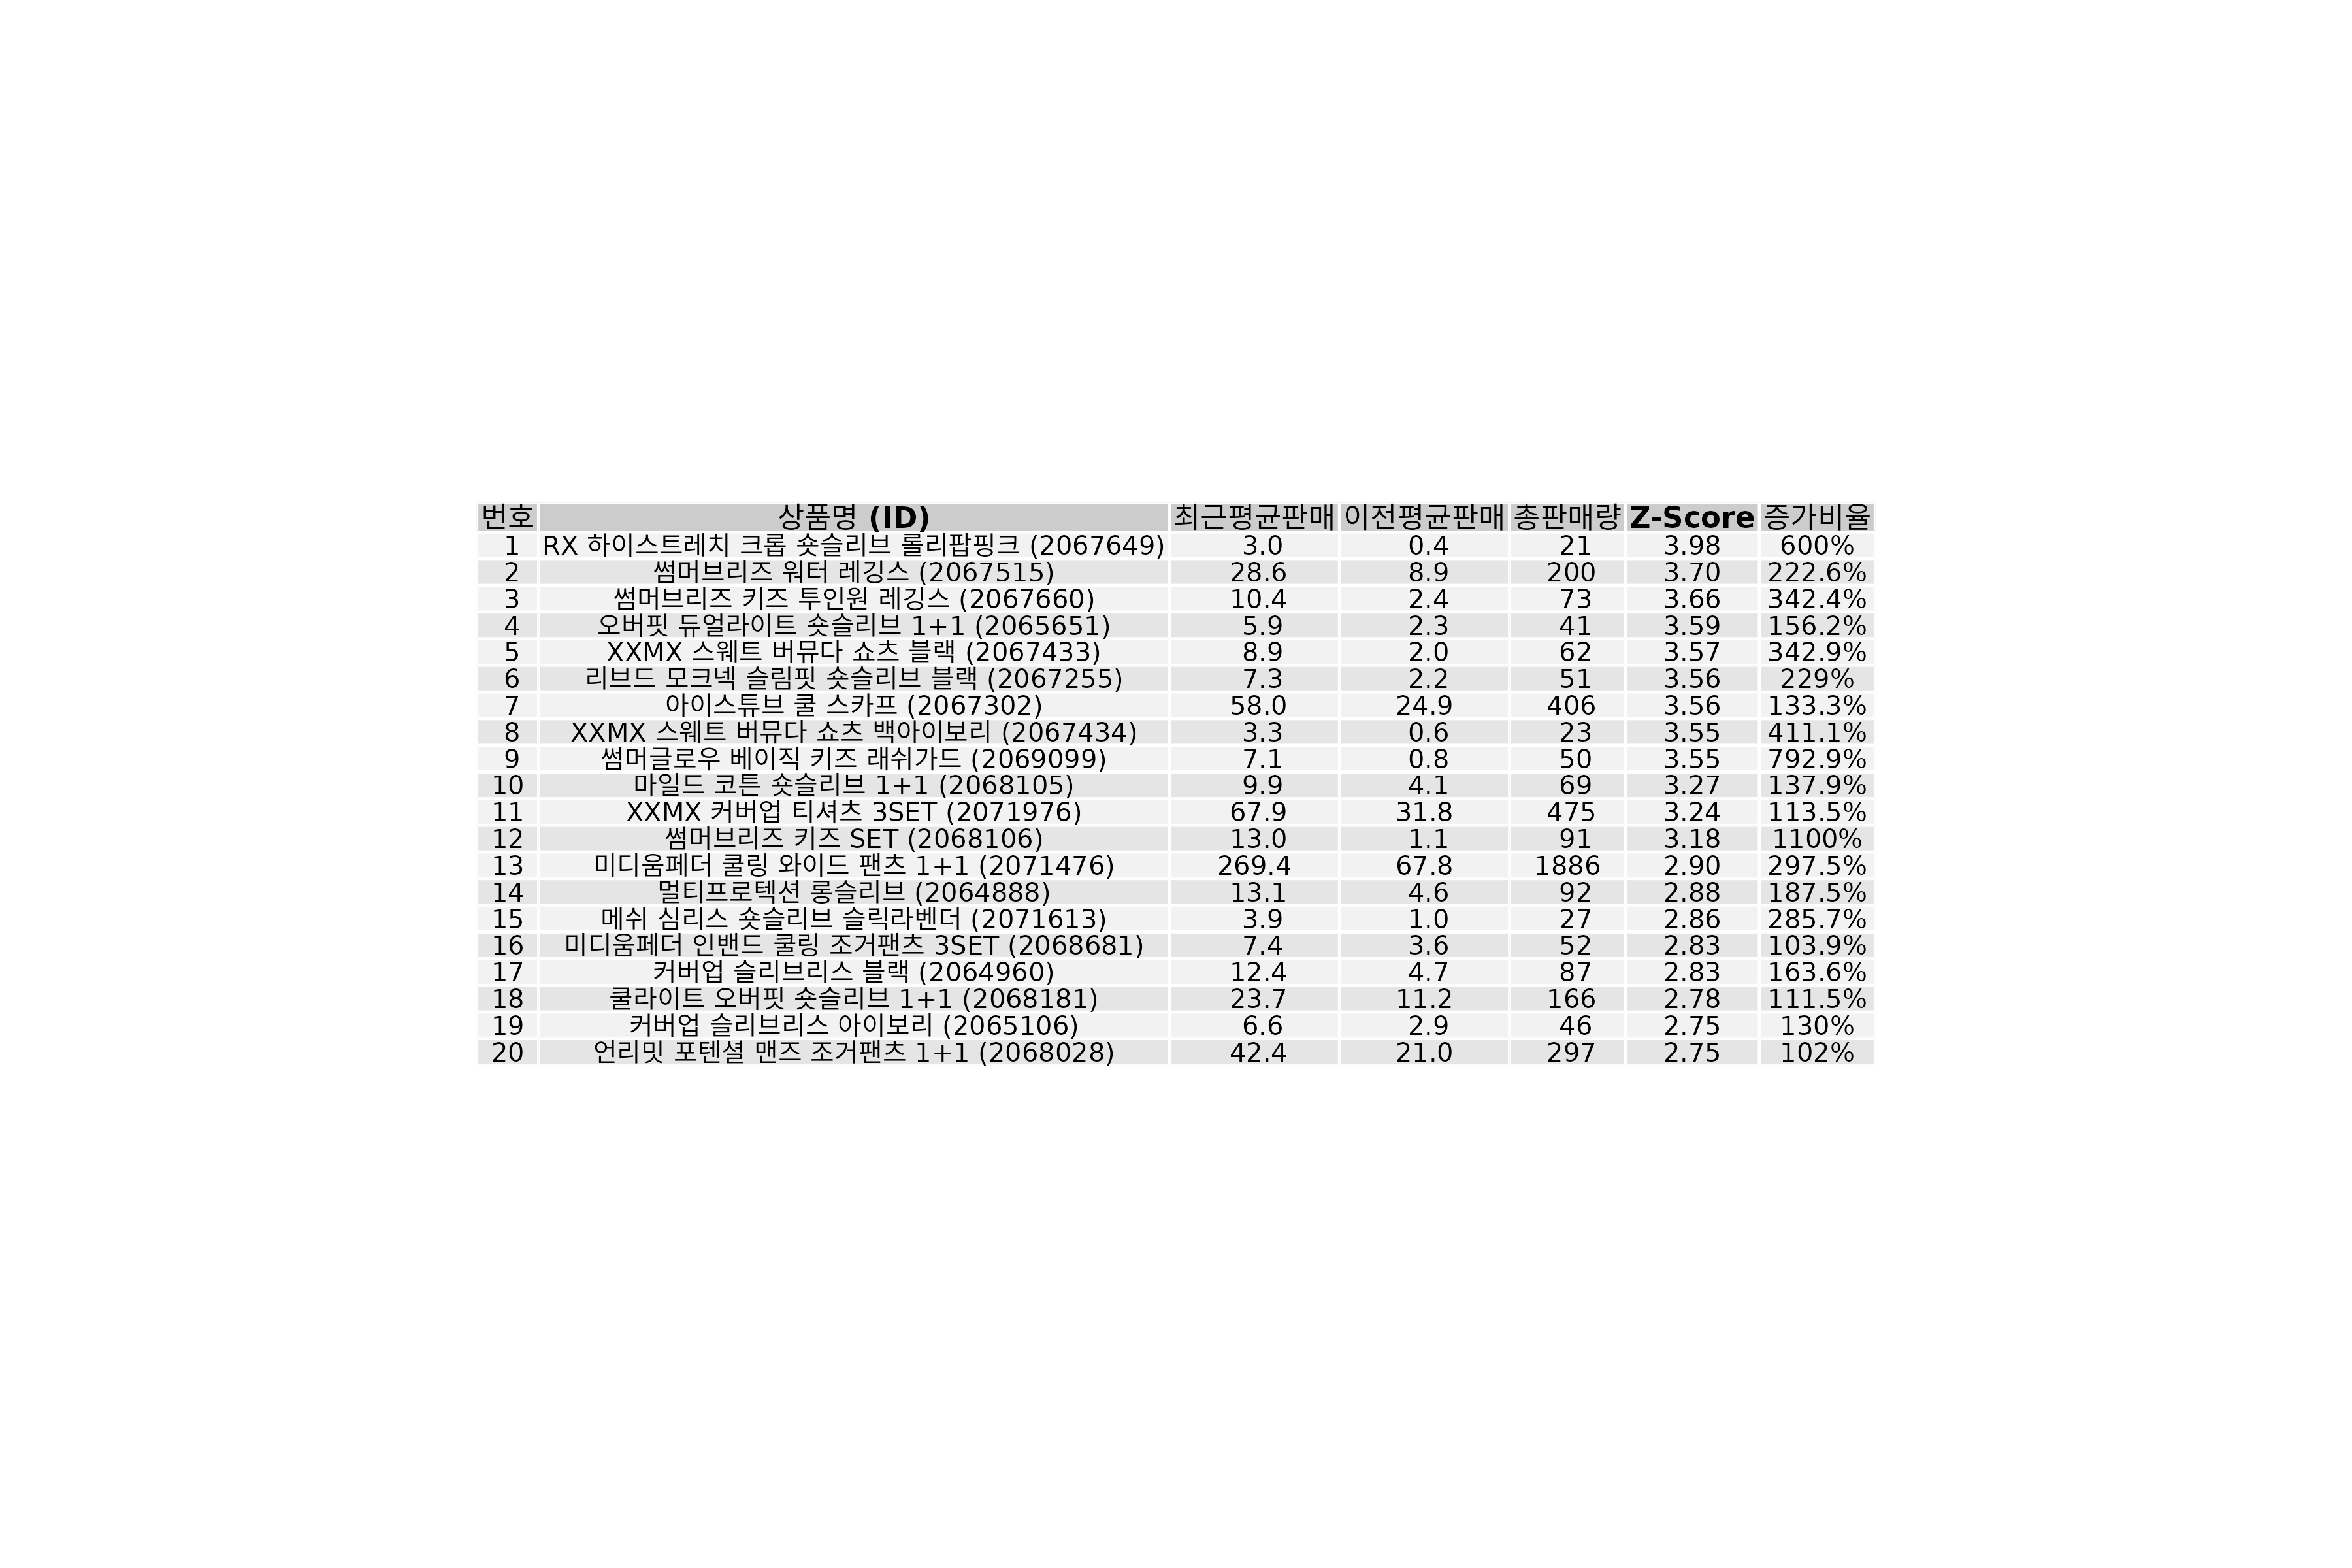 번호 상품명 (ID) 최근평균판매 이전평균판매 총판매량 Z-Score 증가비율
1 RX 하이스트레치 크롭 숏슬리브 롤리팝핑크 (2067649) 3.0 0.4 21 3.98 600%
2 썸머브리즈 워터 레깅스 (2067515) 28.6 8.9 200 3.70 222.6%
3 썸머브리즈 키즈 투인원 레깅스 (2067660) 10.4 2.4 73 3.66 342.4%
4 오버핏 듀얼라이트 숏슬리브 1+1 (2065651) 5.9 2.3 41 3.59 156.2%
5 XXMX 스웨트 버뮤다 쇼츠 블랙 (2067433) 8.9 2.0 62 3.57 342.9%
6 리브드 모크넥 슬림핏 숏슬리브 블랙 (2067255) 7.3 2.2 51 3.56 229%
7 아이스튜브 쿨 스카프 (2067302) 58.0 24.9 406 3.56 133.3%
8 XXMX 스웨트 버뮤다 쇼츠 백아이보리 (2067434) 3.3 0.6 23 3.55 411.1%
9 썸머글로우 베이직 키즈 래쉬가드 (2069099) 7.1 0.8 50 3.55 792.9%
10 마일드 코튼 숏슬리브 1+1 (2068105) 9.9 4.1 69 3.27 137.9%
11 XXMX 커버업 티셔츠 3SET (2071976) 67.9 31.8 475 3.24 113.5%
12 썸머브리즈 키즈 SET (2068106) 13.0 1.1 91 3.18 1100%
13 미디움페더 쿨링 와이드 팬츠 1+1 (2071476) 269.4 67.8 1886 2.90 297.5%
14 멀티프로텍션 롱슬리브 (2064888) 13.1 4.6 92 2.88 187.5%
15 메쉬 심리스 숏슬리브 슬릭라벤더 (2071613) 3.9 1.0 27 2.86 285.7%
16 미디움페더 인밴드 쿨링 조거팬츠 3SET (2068681) 7.4 3.6 52 2.83 103.9%
17 커버업 슬리브리스 블랙 (2064960) 12.4 4.7 87 2.83 163.6%
18 쿨라이트 오버핏 숏슬리브 1+1 (2068181) 23.7 11.2 166 2.78 111.5%
19 커버업 슬리브리스 아이보리 (2065106) 6.6 2.9 46 2.75 130%
20 언리밋 포텐셜 맨즈 조거팬츠 1+1 (2068028) 42.4 21.0 297 2.75 102%